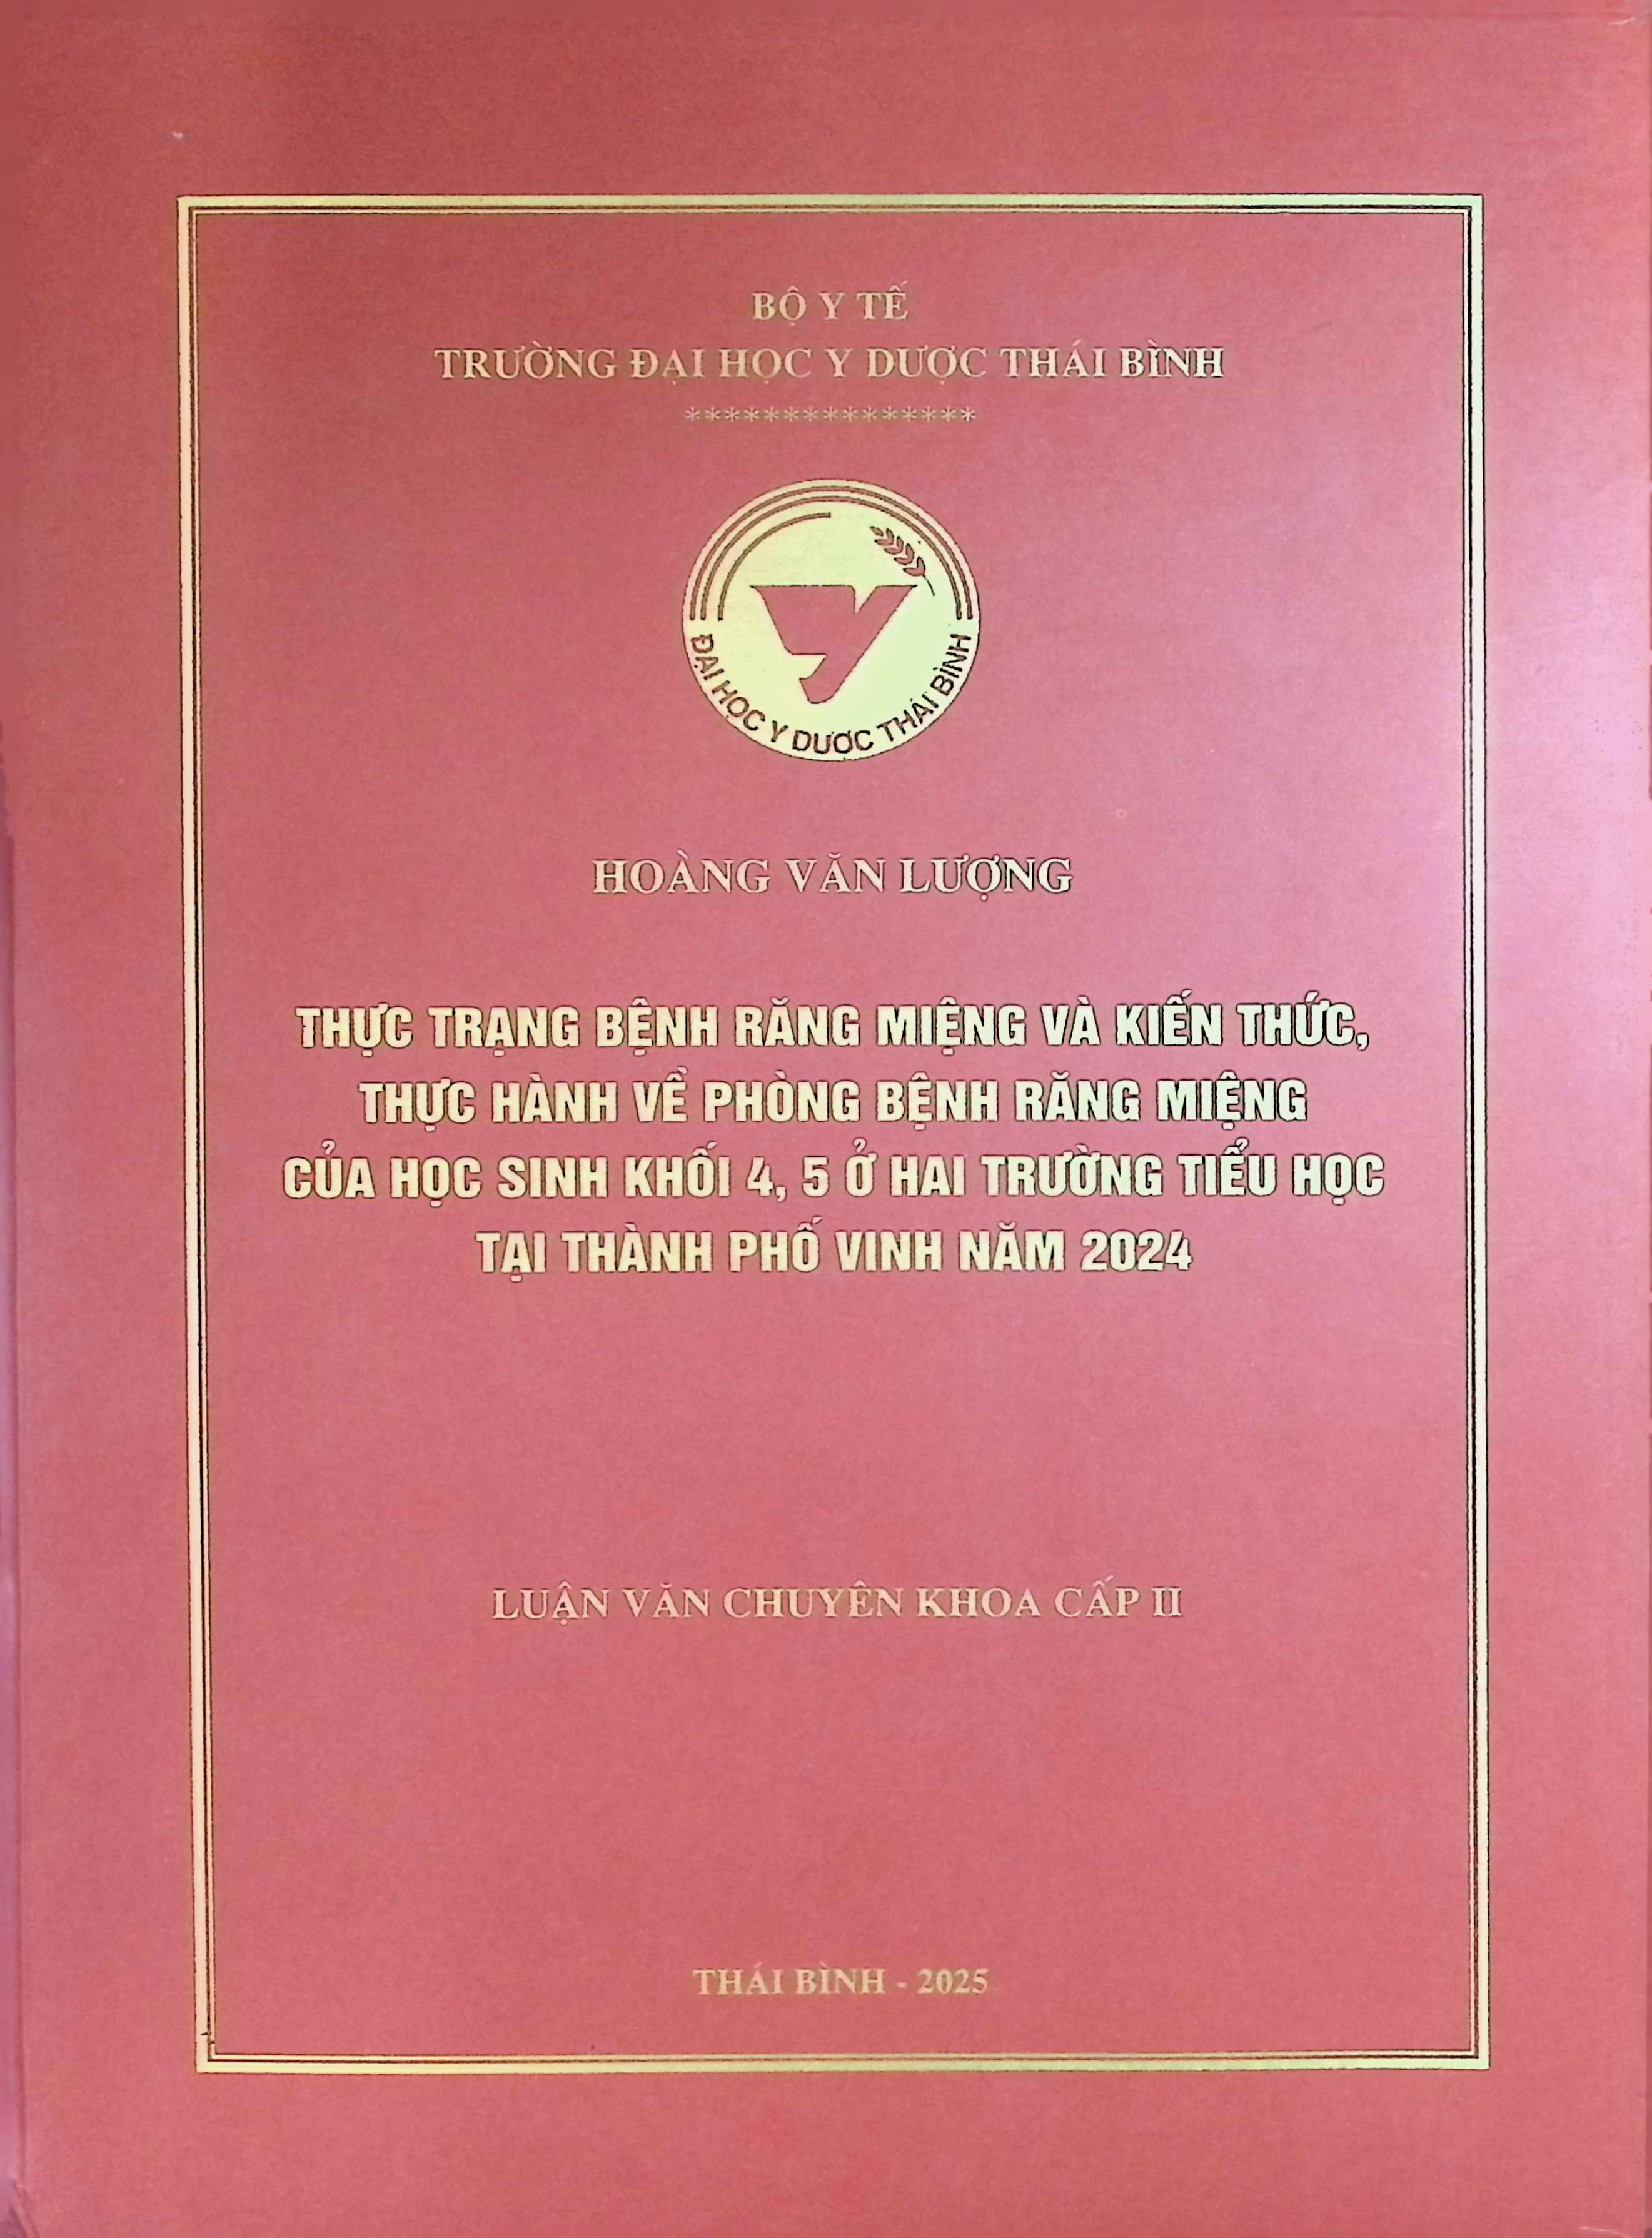 BỘ Y TẾ
TRƯỜNG ĐẠI HỌC Y DƯỢC THÁI BÌNH
***************
ĐẠI HỌC Y DƯỢC THÁI BÌNH
HOÀNG VĂN LƯỢNG
THỰC TRẠNG BỆNH RĂNG MIỆNG VÀ KIẾN THỨC,
THỰC HÀNH VỀ PHÒNG BỆNH RĂNG MIỆNG
CỦA HỌC SINH KHỐI 4, 5 Ở HAI TRƯỜNG TIỂU HỌC
TẠI THÀNH PHỐ VINH NĂM 2024
LUẬN VĂN CHUYÊN KHOA CẤP II
THÁI BÌNH - 2025